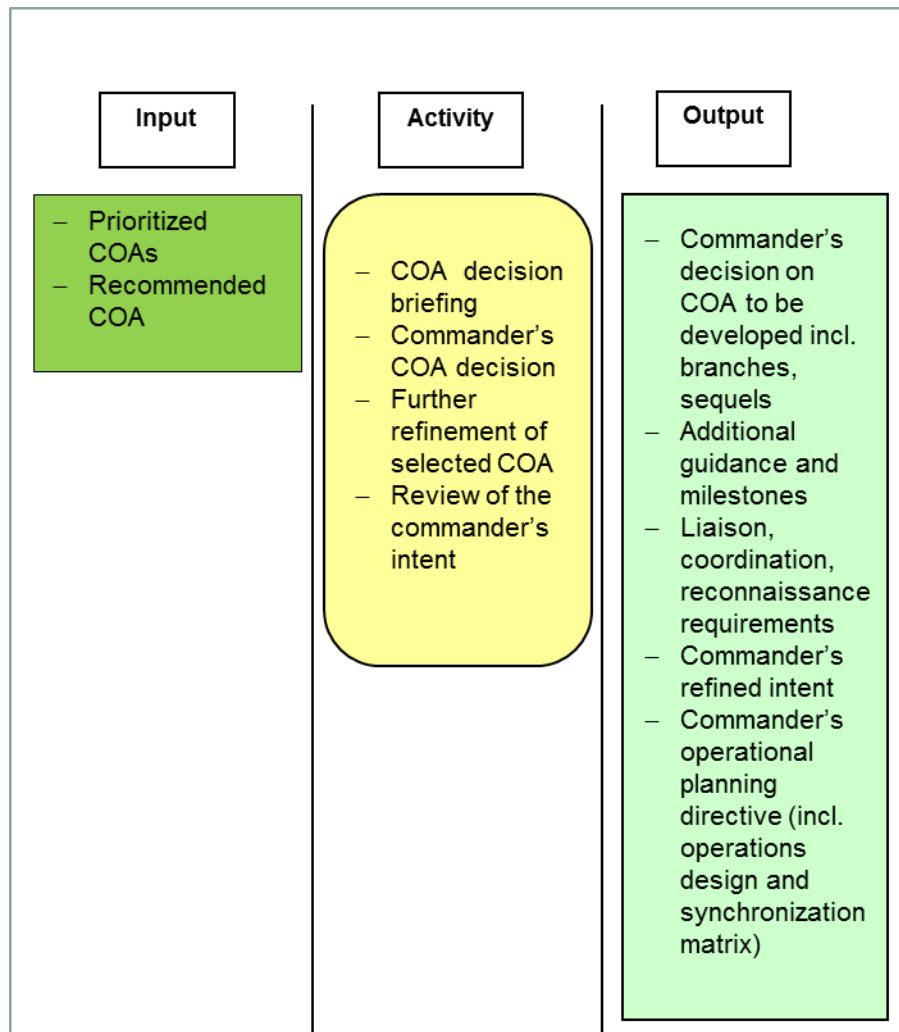 Input
– Prioritized
COAs
– Recommended
COA
Activity
– COA decision
briefing
– Commander’s
COA decision
– Further
refinement of
selected COA
– Review of the
commander’s
intent
Output
– Commander’s
decision on
COA to be
developed incl.
branches,
sequels
– Additional
guidance and
milestones
– Liaison,
coordination,
reconnaissance
requirements
– Commander’s
refined intent
– Commander’s
operational
planning
directive (incl.
operations
design and
synchronization
matrix)